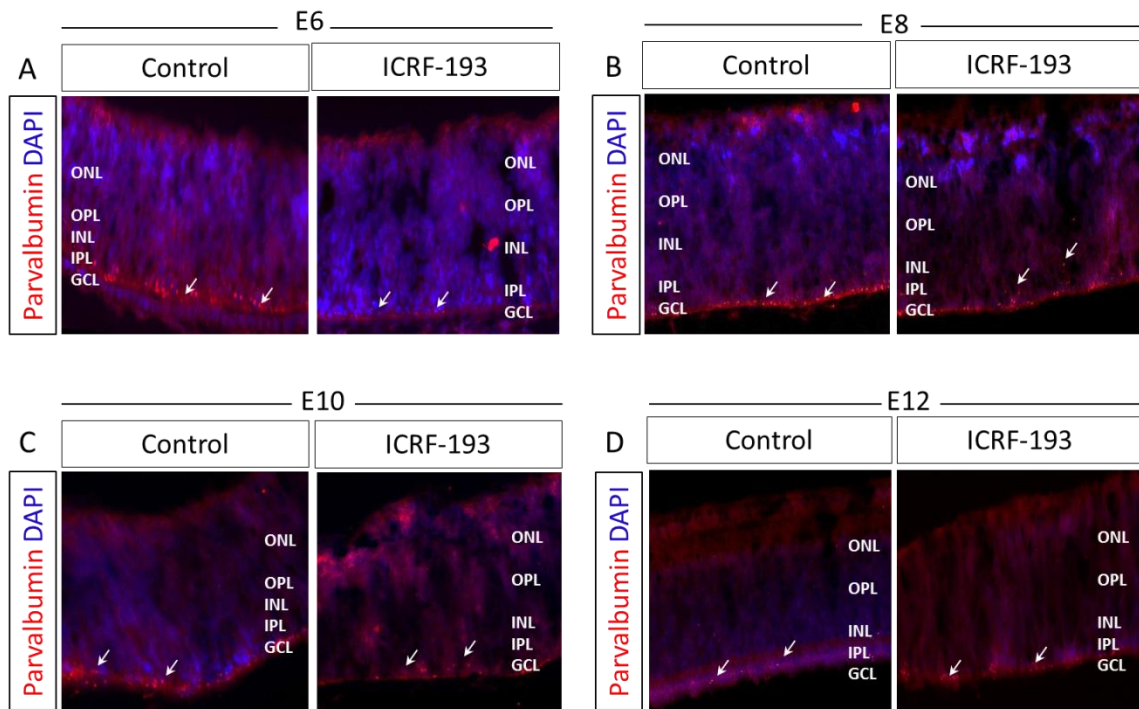 E6
A
Control
ICRF-193
Parvalbumin DAPI
ONL
OPL
INL
IPL
GCL
ONL
OPL
INL
IPL
GCL
E8
B
Control
ICRF-193
Parvalbumin DAPI
ONL
OPL
INL
IPL
GCL
ONL
OPL
INL
IPL
GCL
E10
C
Control
ICRF-193
Parvalbumin DAPI
ONL
OPL
INL
IPL
GCL
ONL
OPL
INL
IPL
GCL
E12
D
Control
ICRF-193
Parvalbumin DAPI
ONL
OPL
INL
IPL
GCL
ONL
OPL
INL
IPL
GCL